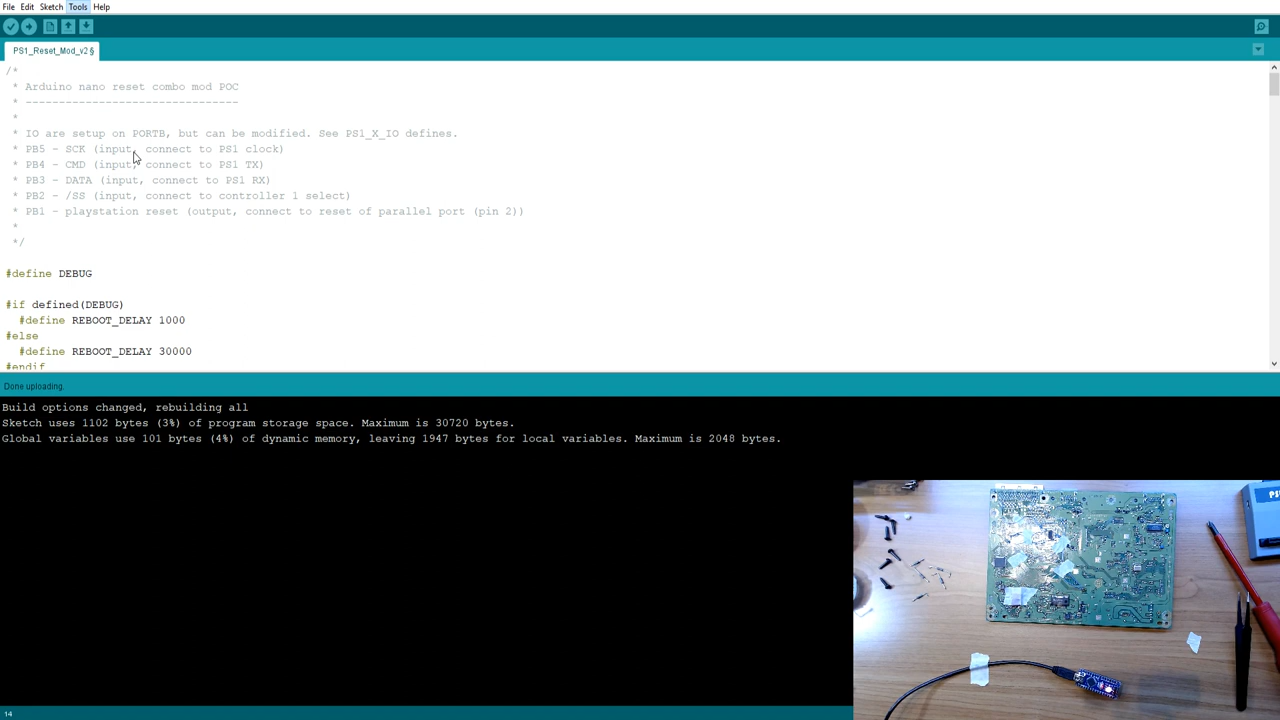 File Edit Sketch Tools Help
PS1_Reset_Mod_v2 §
/*
* Arduino nano reset combo mod POC
* -------------------------------
*
* IO are setup on PORTB, but can be modified. See PS1_X_IO defines.
* PB5 - SCK (input, connect to PS1 clock)
* PB4 - CMD (input, connect to PS1 TX)
* PB3 - DATA (input, connect to PS1 RX)
* PB2 - /SS (input, connect to controller 1 select)
* PB1 - playstation reset (output, connect to reset of parallel port (pin 2))
*
*/
#define DEBUG
#if defined(DEBUG)
#define REBOOT_DELAY 1000
#else
#define REBOOT_DELAY 30000
#endif
Done uploading.
Build options changed, rebuilding all
Sketch uses 1102 bytes (3%) of program storage space. Maximum is 30720 bytes.
Global variables use 101 bytes (4%) of dynamic memory, leaving 1947 bytes for local variables. Maximum is 2048 bytes.
14